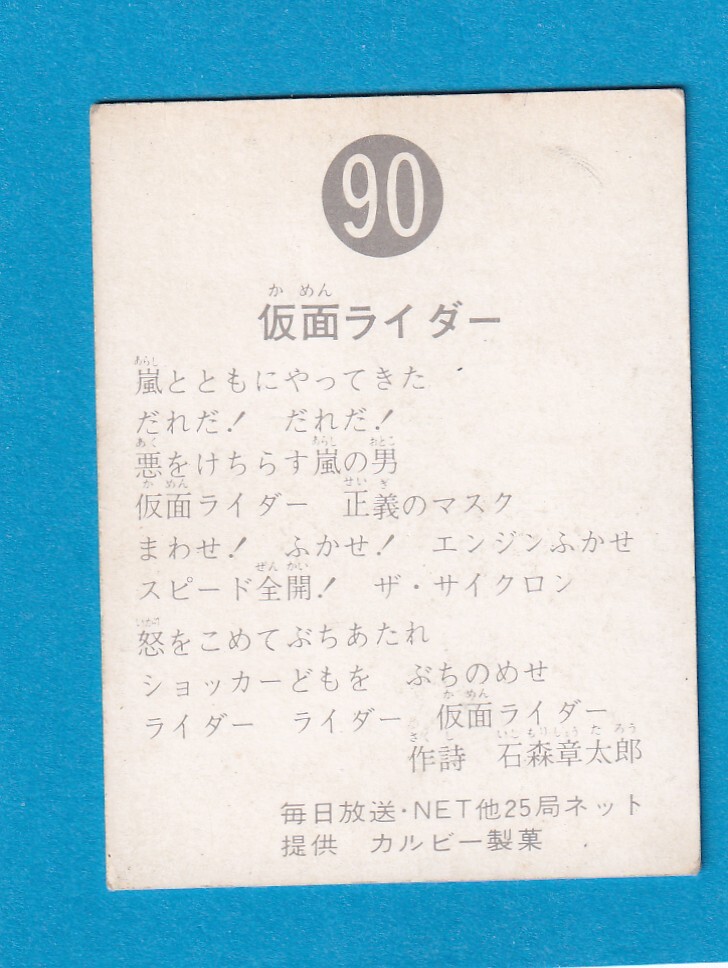 90
仮面ライダー
嵐とともにやってきた
だれだ! だれだ!
悪をけちらす嵐の男
仮面ライダー 正義のマスク
まわせ! ふかせ! エンジンふかせ
スピード全開! ザ・サイクロン
怒をこめてぶちあたれ
ショッカーどもを ぶちのめせ
ライダー ライダー 仮面ライダー
作詩 石森章太郎
毎日放送・NET他25局ネット
提供 カルビー製菓